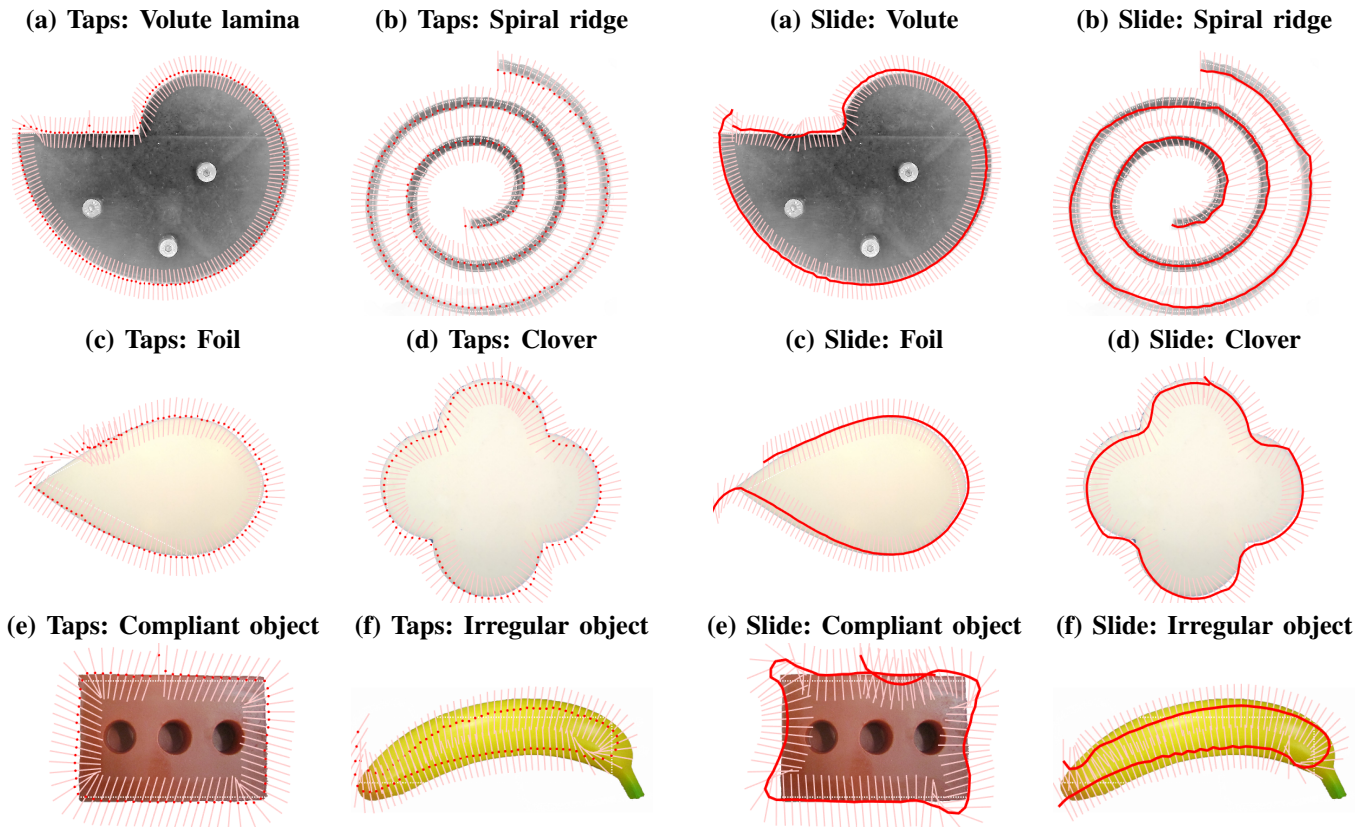 (a) Taps: Volute lamina
(b) Taps: Spiral ridge
(a) Slide: Volute
(b) Slide: Spiral ridge
(c) Taps: Foil
(d) Taps: Clover
(c) Slide: Foil
(d) Slide: Clover
(e) Taps: Compliant object
(f) Taps: Irregular object
(e) Slide: Compliant object
(f) Slide: Irregular object